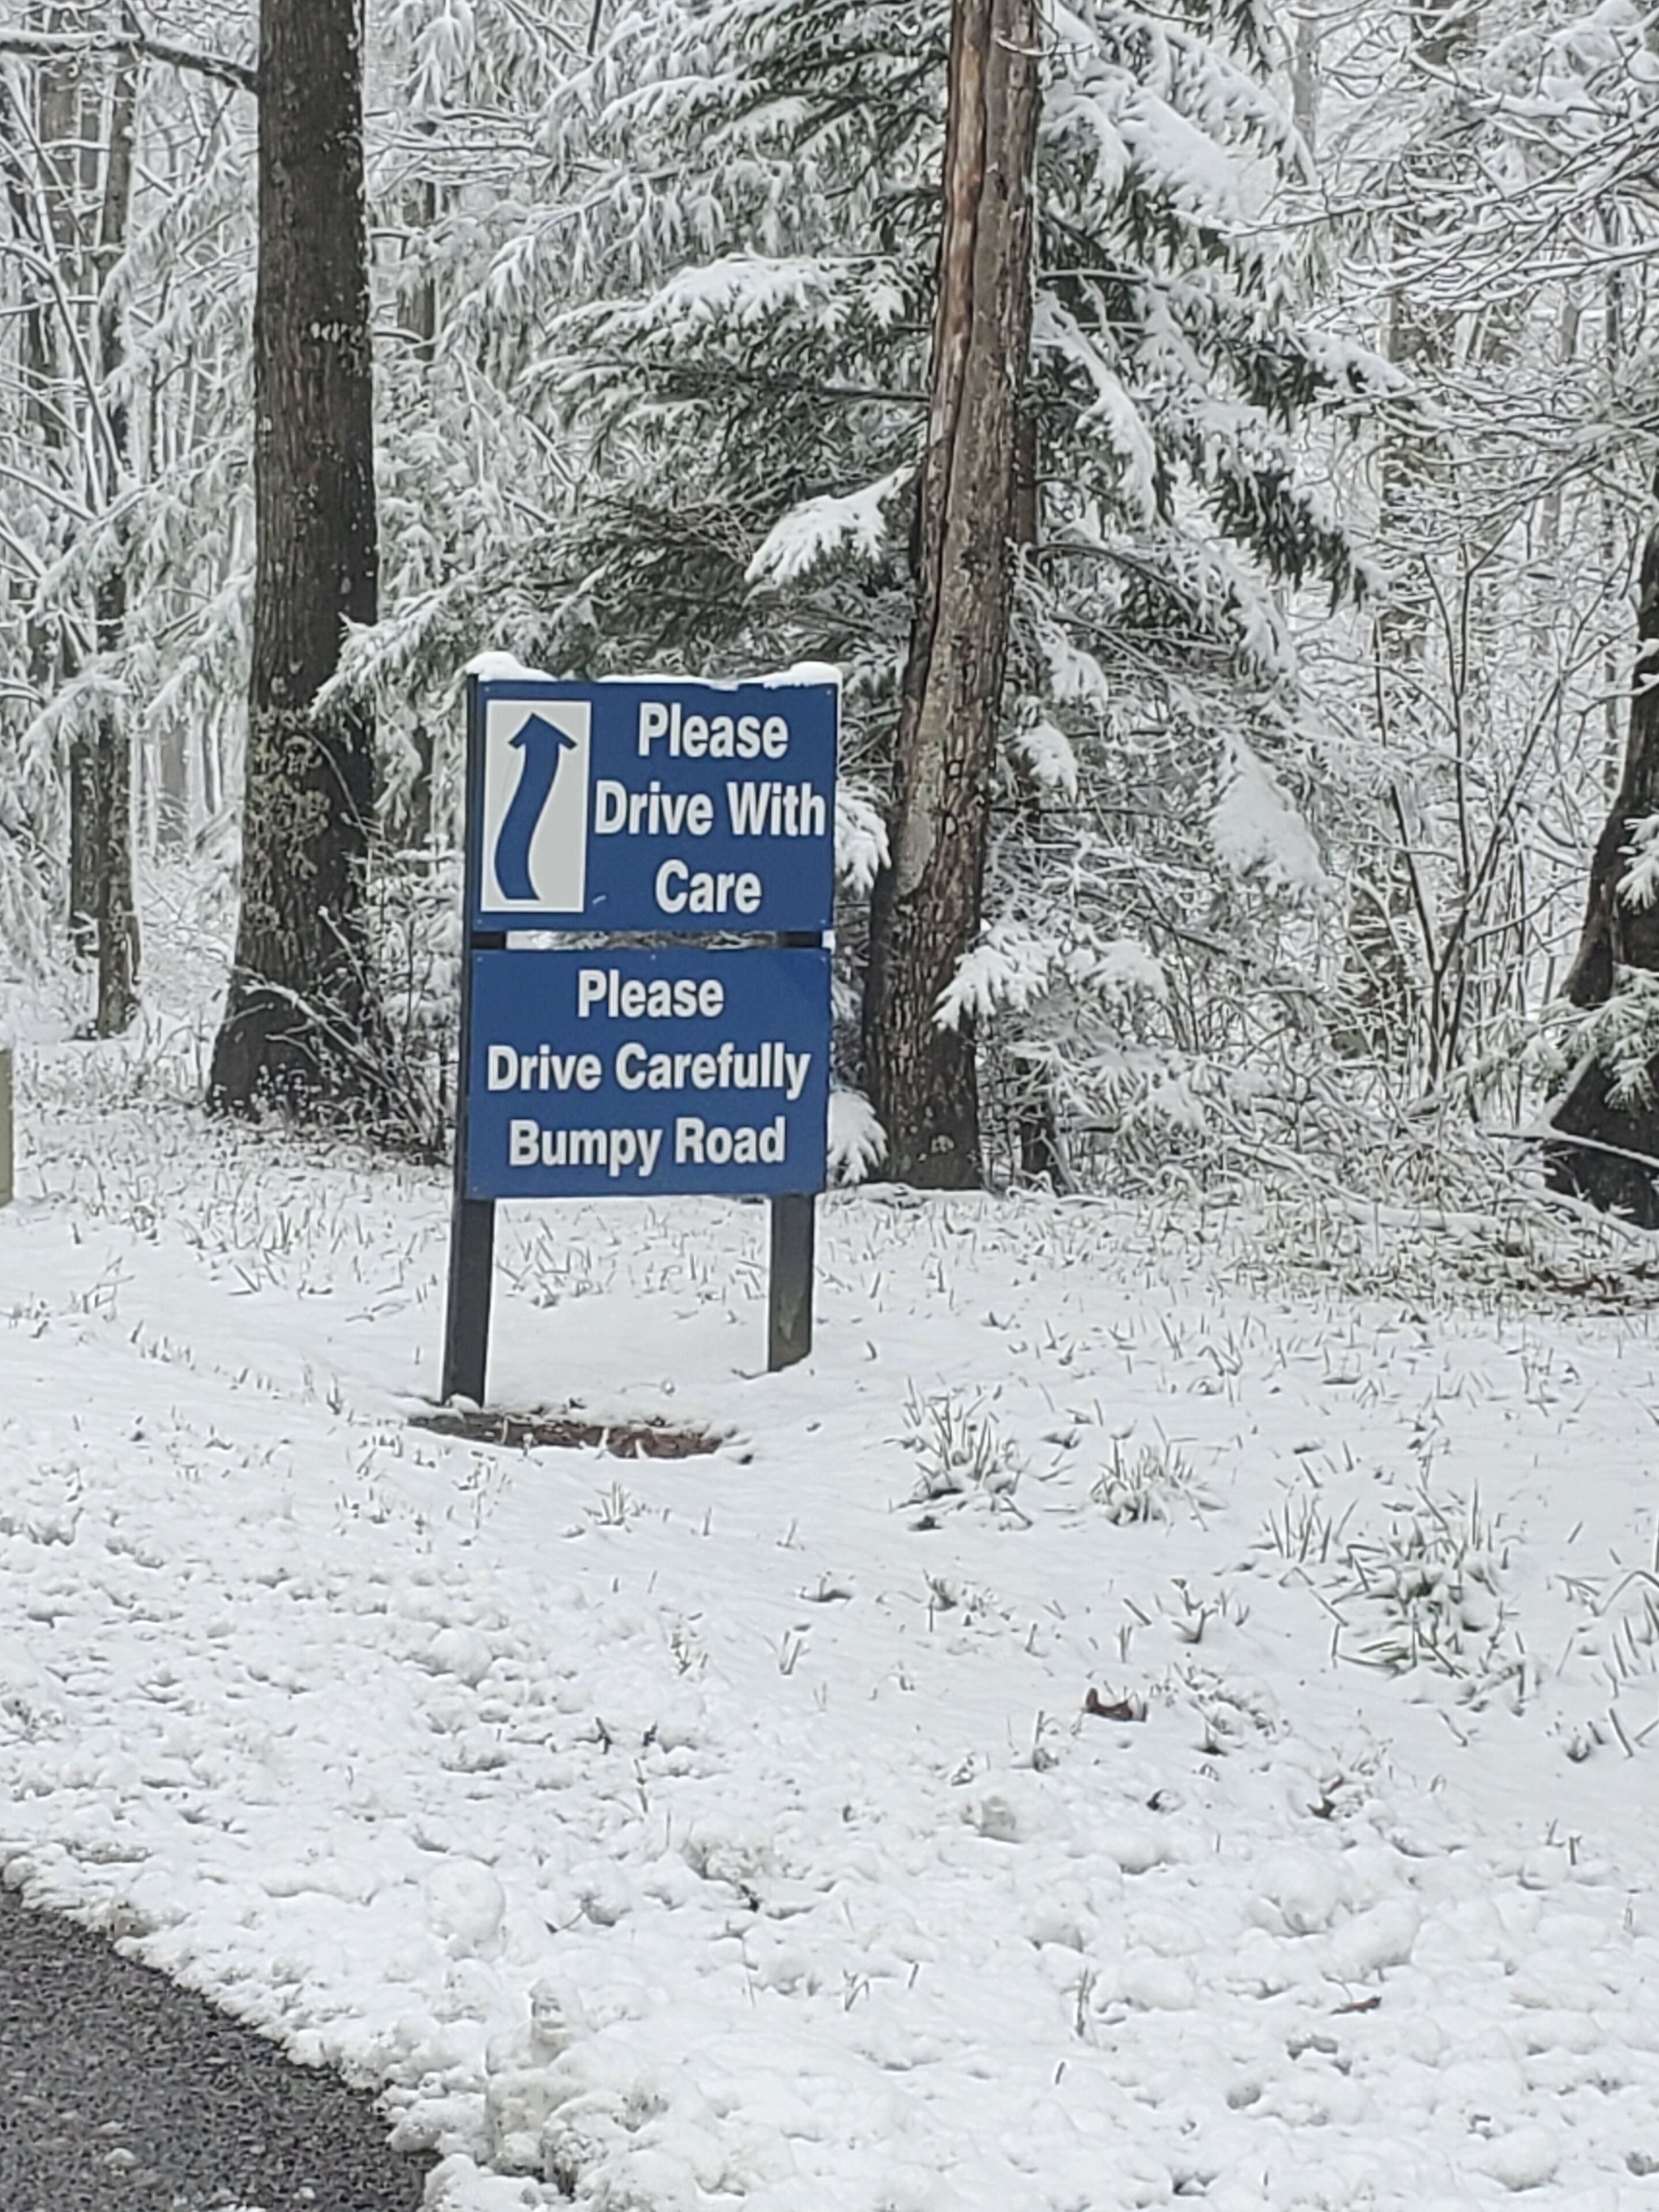 Please
Drive With
Care
Please
Drive Carefully
Bumpy Road